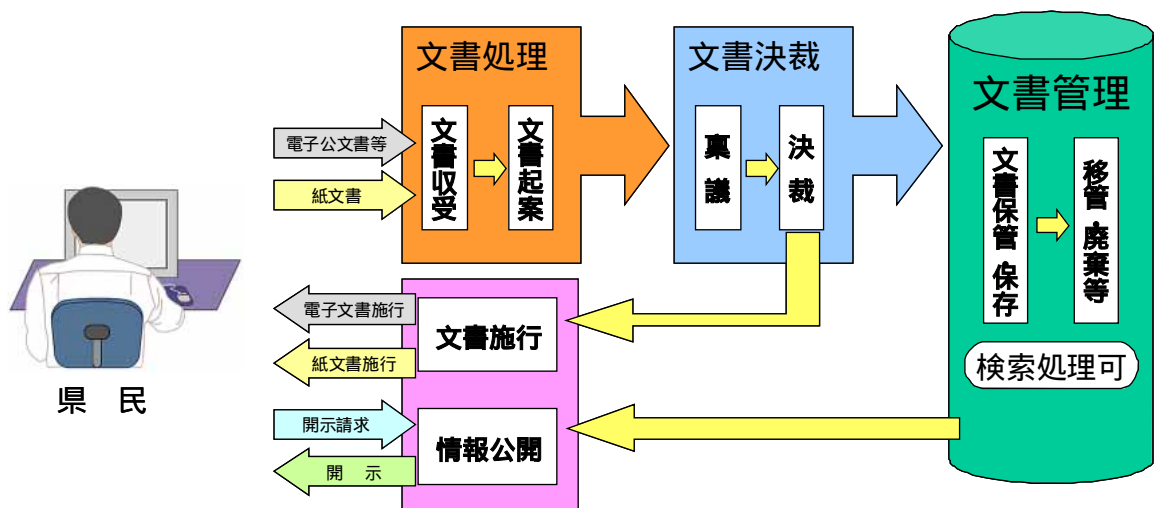 文書処理
電子公文書等
紙文書
文書収受
文書起案
文書決裁
稟議
決裁
文書管理
文書保管・保存
移管・廃棄等
検索処理可
県 民
電子文書施行
紙文書施行
文書施行
開示請求
開 示
情報公開